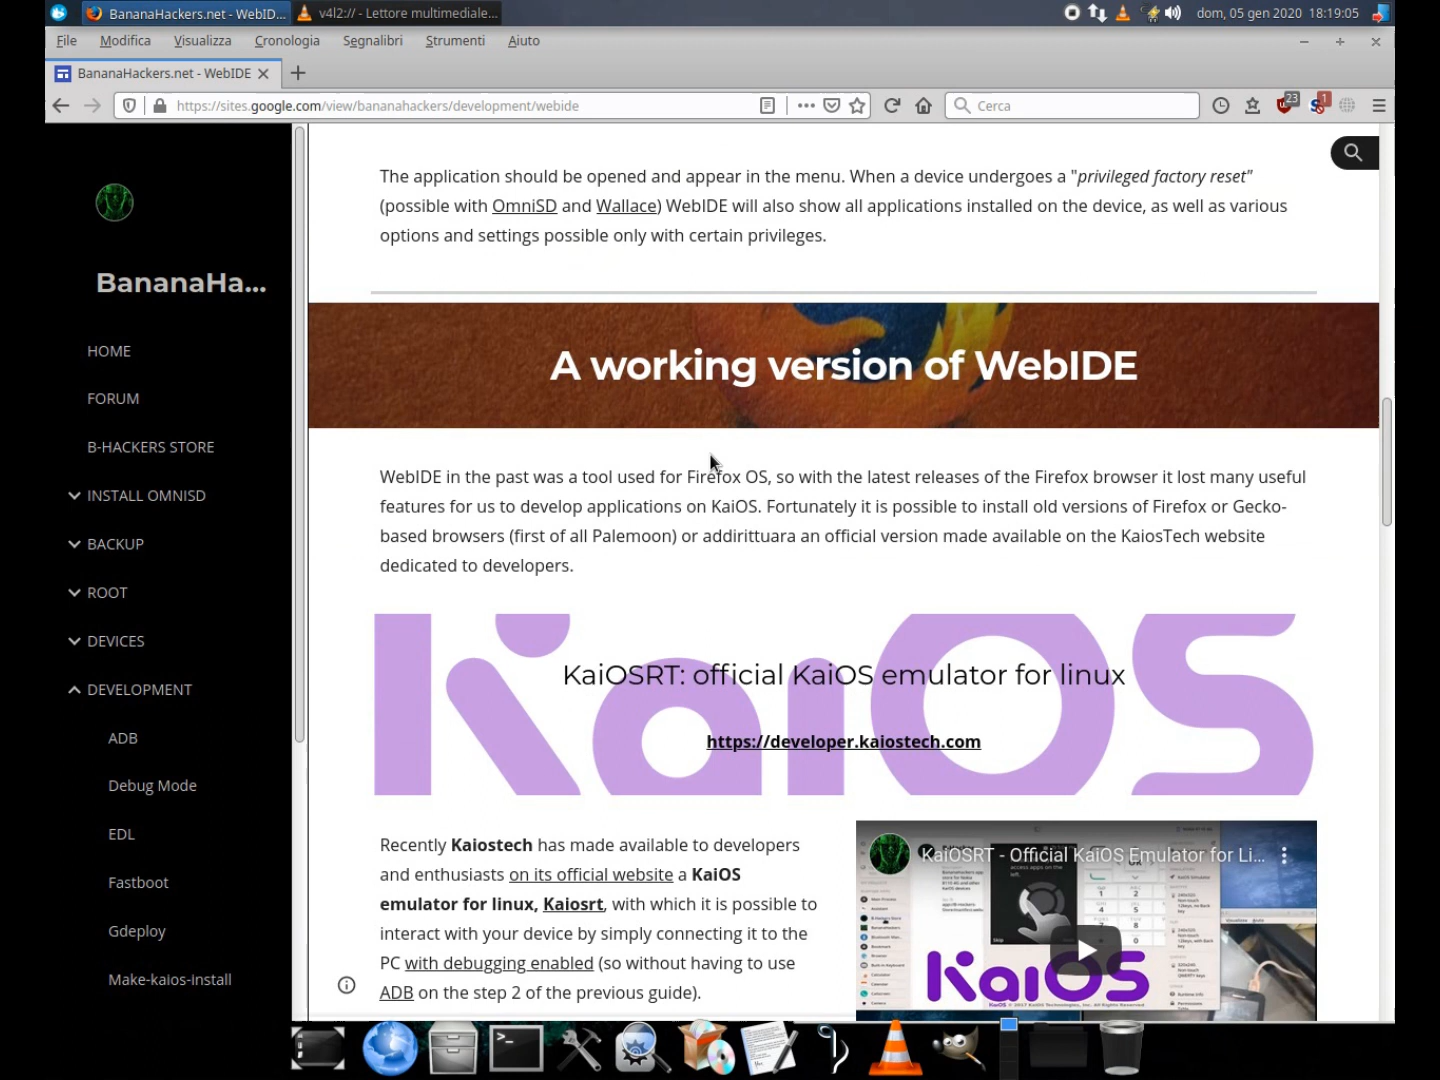 BananaHackers.net - WebID...
v4l2:// - Lettore multimediale...
dom, 05 gen 2020 18:19:05
File Modifica Visualizza Cronologia Segnalibri Strumenti Aiuto
BananaHackers.net - WebIDE
https://sites.google.com/view/bananahackers/development/webide
Cerca
23
1
BananaHa...
HOME
FORUM
B-HACKERS STORE
INSTALL OMNISD
BACKUP
ROOT
DEVICES
DEVELOPMENT
ADB
Debug Mode
EDL
Fastboot
Gdeploy
Make-kaios-install
The application should be opened and appear in the menu. When a device undergoes a "privileged factory reset"
(possible with OmniSD and Wallace) WebIDE will also show all applications installed on the device, as well as various
options and settings possible only with certain privileges.
A working version of WebIDE
WebIDE in the past was a tool used for Firefox OS, so with the latest releases of the Firefox browser it lost many useful
features for us to develop applications on KaiOS. Fortunately it is possible to install old versions of Firefox or Gecko-
based browsers (first of all Palemoon) or addirittuara an official version made available on the KaiosTech website
dedicated to developers.
KaiOS
KaiOSRT: official KaiOS emulator for linux
https://developer.kaiostech.com
Recently Kaiostech has made available to developers
and enthusiasts on its official website a KaiOS
emulator for linux, Kaiosrt, with which it is possible to
interact with your device by simply connecting it to the
PC with debugging enabled (so without having to use
ADB on the step 2 of the previous guide).
KaiOSRT - Official KaiOS Emulator for Li...
KaiOS